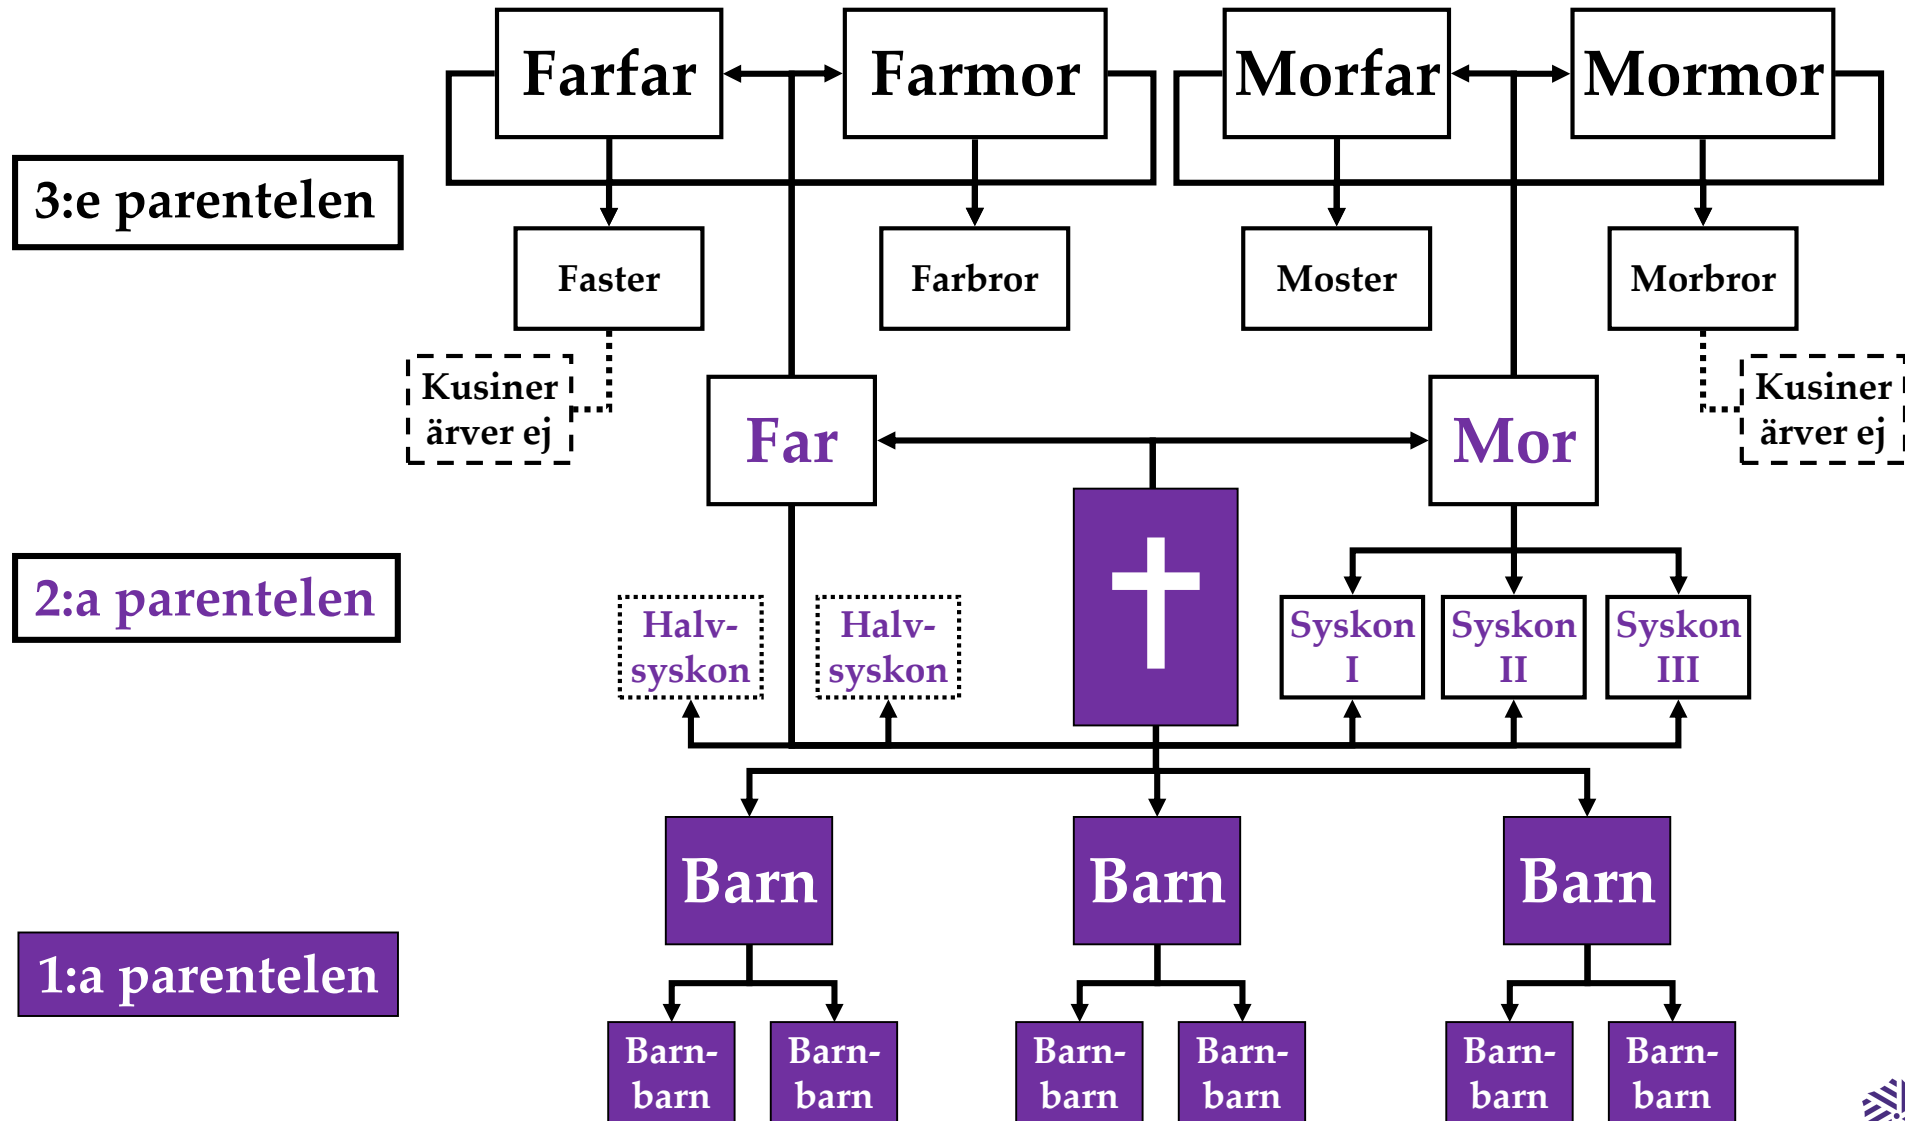 Farfar
Farmor
Morfar
Mormor
3:e parentelen
Faster
Farbror
Moster
Morbror
Kusiner
ärver ej
Kusiner
ärver ej
Far
Mor
2:a parentelen
Halv-
syskon
Halv-
syskon
Syskon
I
Syskon
II
Syskon
III
Barn
Barn
Barn
1:a parentelen
Barn-
barn
Barn-
barn
Barn-
barn
Barn-
barn
Barn-
barn
Barn-
barn